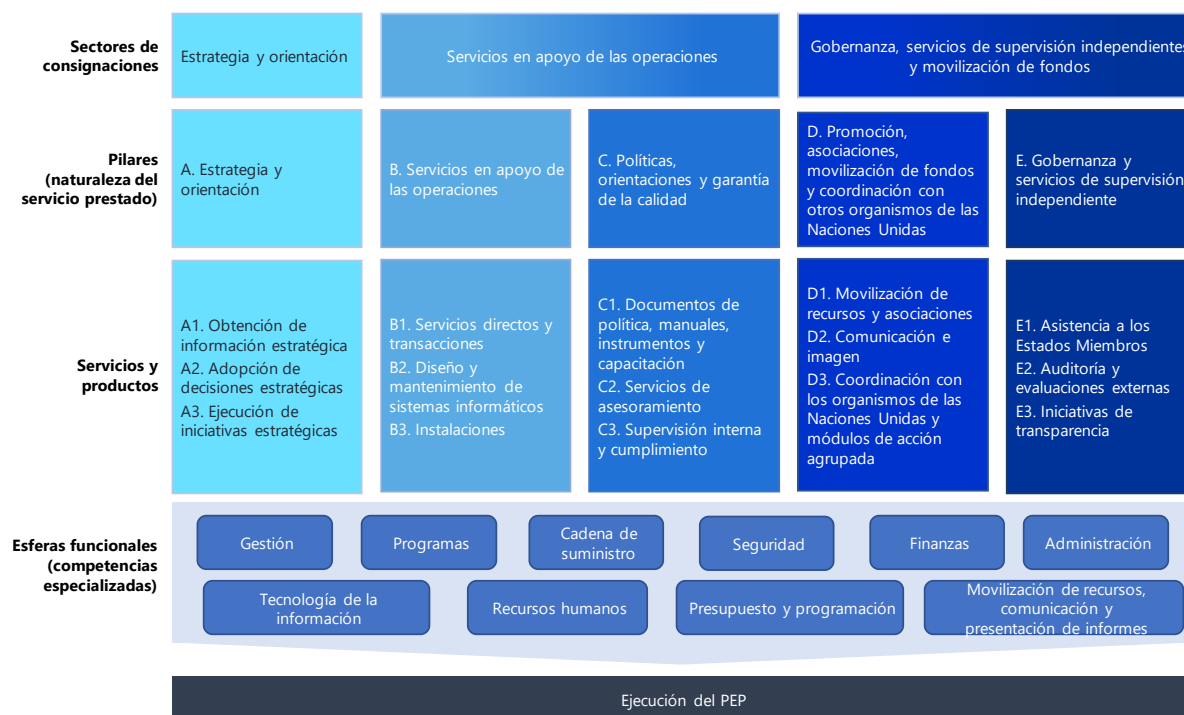 Sectores de
consignaciones
Estrategia y orientación
Servicios en apoyo de las operaciones
Gobernanza, servicios de supervisión independientes
y movilización de fondos
Pilares
(naturaleza del
servicio prestado)
A. Estrategia y
orientación
B. Servicios en apoyo de
las operaciones
C. Políticas,
orientaciones y garantía
de la calidad
D. Promoción,
asociaciones,
movilización de fondos
y coordinación con
otros organismos de las
Naciones Unidas
E. Gobernanza y
servicios de supervisión
independiente
Servicios y
productos
A1. Obtención de
información estratégica
A2. Adopción de
decisiones estratégicas
A3. Ejecución de
iniciativas estratégicas
B1. Servicios directos y
transacciones
B2. Diseño y
mantenimiento de
sistemas informáticos
B3. Instalaciones
C1. Documentos de
política, manuales,
instrumentos y
capacitación
C2. Servicios de
asesoramiento
C3. Supervisión interna
y cumplimiento
D1. Movilización de
recursos y asociaciones
D2. Comunicación e
imagen
D3. Coordinación con
los organismos de las
Naciones Unidas y
módulos de acción
agrupada
E1. Asistencia a los
Estados Miembros
E2. Auditoría y
evaluaciones externas
E3. Iniciativas de
transparencia
Esferas funcionales
(competencias
especializadas)
Gestión
Programas
Cadena de
suministro
Seguridad
Finanzas
Administración
Tecnología de la
información
Recursos humanos
Presupuesto y programación
Movilización de recursos,
comunicación y
presentación de informes
Ejecución del PEP